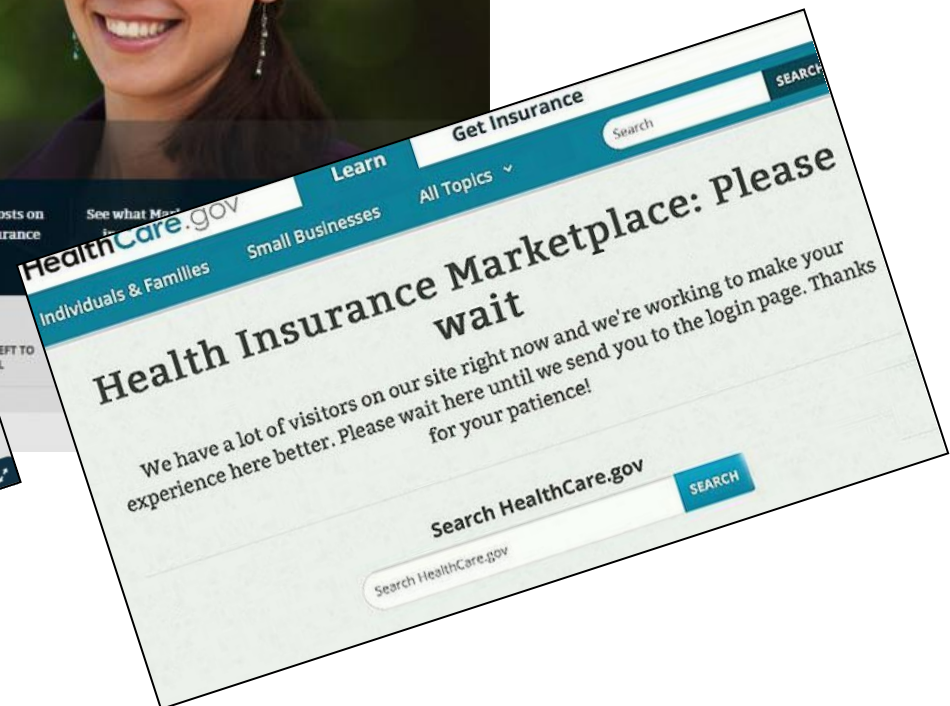 osts on
rance
See what
EFT TO
HealthCare.gov
Learn
Get Insurance
Search
SEARCH
Individuals & Families
Small Businesses
All Topics
Health Insurance Marketplace: Please
wait
We have a lot of visitors on our site right now and we're working to make your
experience here better. Please wait here until we send you to the login page. Thanks
for your patience!
Search HealthCare.gov
Search HealthCare.gov
SEARCH